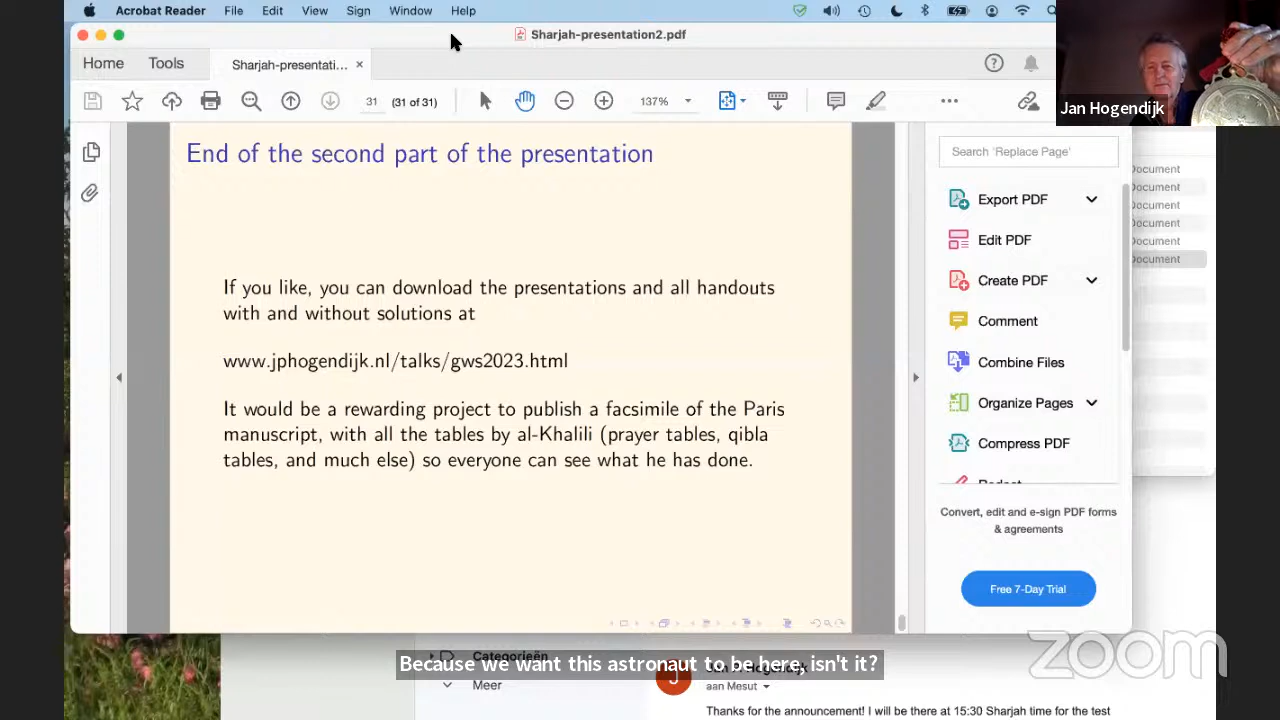 Acrobat Reader File Edit View Sign Window Help
Sharjah-presentation2.pdf
Home Tools Sharjah-presentati... ×
31 (31 of 31) 137%
Jan Hogendijk
End of the second part of the presentation
If you like, you can download the presentations and all handouts
with and without solutions at
www.jphogendijk.nl/talks/gws2023.html
It would be a rewarding project to publish a facsimile of the Paris
manuscript, with all the tables by al-Khalili (prayer tables, qibla
tables, and much else) so everyone can see what he has done.
Search 'Replace Page'
Export PDF
Edit PDF
Create PDF
Comment
Combine Files
Organize Pages
Compress PDF
Convert, edit and e-sign PDF forms
& agreements
Free 7-Day Trial
Document
Document
Document
Document
Document
Document
zoom
Categorieën
Because we want this astronaut to be here, isn't it?
Meer
J
aan Mesut
Thanks for the announcement! I will be there at 15:30 Sharjah time for the test